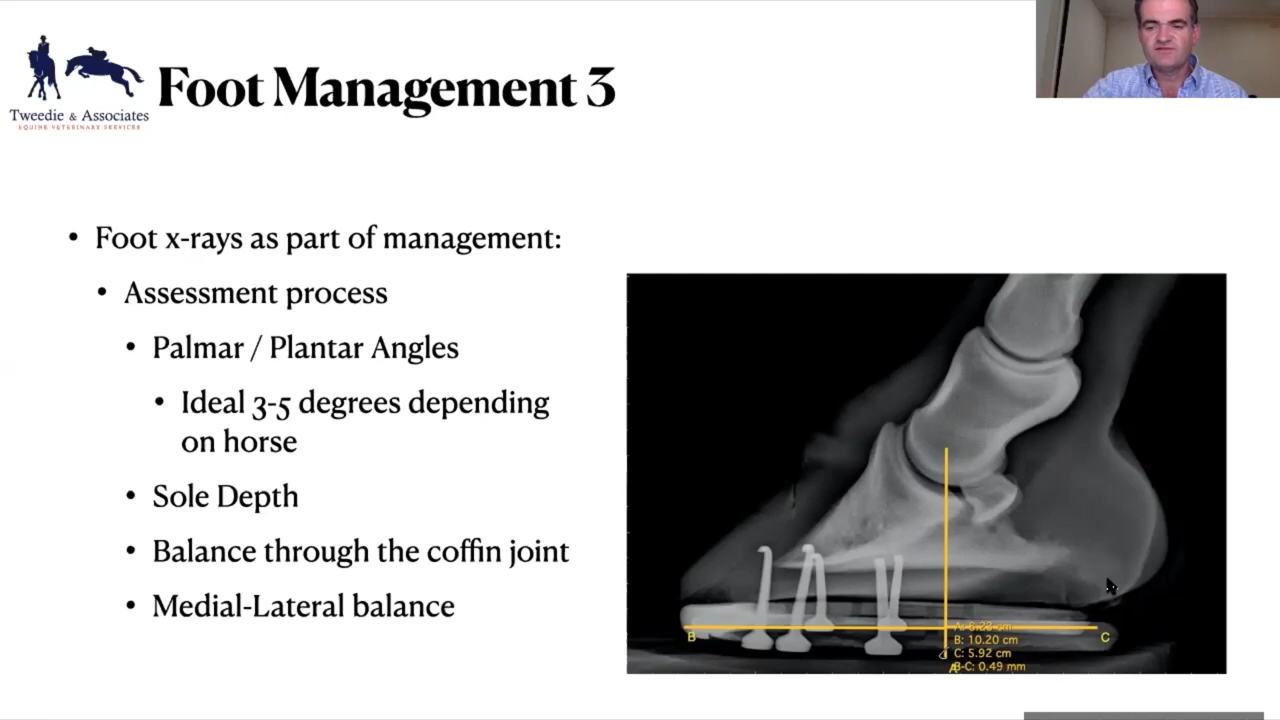 Tweedie & Associates
EQUINE VETERINARY SERVICES
Foot Management 3
• Foot x-rays as part of management:
• Assessment process
• Palmar / Plantar Angles
• Ideal 3-5 degrees depending
on horse
• Sole Depth
• Balance through the coffin joint
• Medial-Lateral balance
B
C
A
B: 10.20 cm
C: 5.92 cm
B-C: 0.49 mm